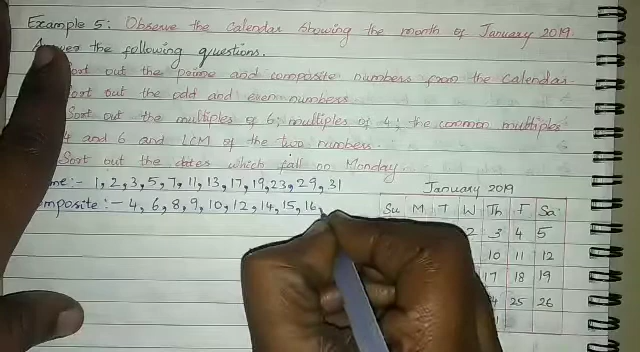 Example 5: Observe the Calendar showing the month of January 2019.
Answer the following questions.
Sort out the prime and composite numbers from the calendar.
Sort out the odd and even numbers.
Sort out the multiples of 6, multiples of 4, the common multiples
4 and 6 and LCM of the two numbers.
Sort out the dates which fall on Monday.
:- 1, 2, 3, 5, 7, 11, 13, 17, 19, 23, 29, 31
:- 4, 6, 8, 9, 10, 12, 14, 15, 16,
January 2019
Su M T W Th F Sa
2 3 4 5
10 11 12
17 18 19
25 26